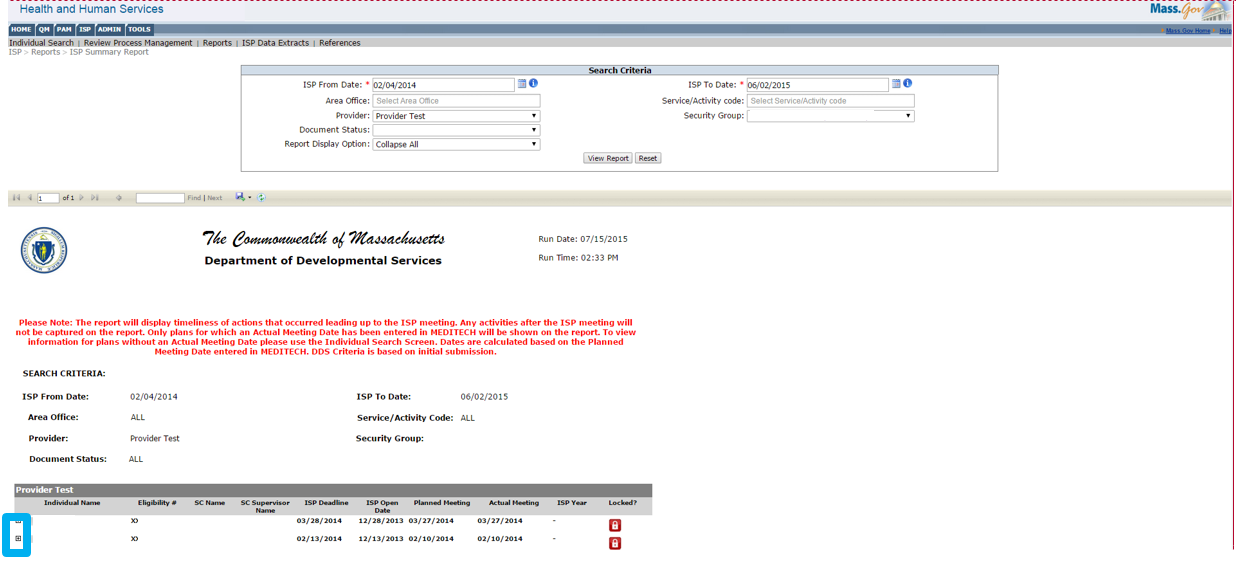 Health and Human Services
Mass.Gov
HOME QM PAM ISP ADMIN TOOLS
Mass.Gov Home Help
Individual Search | Review Process Management | Reports | ISP Data Extracts | References
ISP > Reports > ISP Summary Report
Search Criteria
ISP From Date: * 02/04/2014 ISP To Date: * 06/02/2015
Area Office: Select Area Office Service/Activity code: Select Service/Activity code
Provider: Provider Test Security Group:
Document Status:
Report Display Option: Collapse All
View Report Reset
1 of 1 Find | Next
The Commonwealth of Massachusetts
Run Date: 07/15/2015
Department of Developmental Services
Run Time: 02:33 PM
Please Note: The report will display timeliness of actions that occurred leading up to the ISP meeting. Any activities after the ISP meeting will
not be captured on the report. Only plans for which an Actual Meeting Date has been entered in MEDITECH will be shown on the report. To view
information for plans without an Actual Meeting Date please use the Individual Search Screen. Dates are calculated based on the Planned
Meeting Date entered in MEDITECH. DDS Criteria is based on initial submission.
SEARCH CRITERIA:
ISP From Date: 02/04/2014 ISP To Date: 06/02/2015
Area Office: ALL Service/Activity Code: ALL
Provider: Provider Test Security Group:
Document Status: ALL
Provider Test
Individual Name Eligibility # SC Name SC Supervisor Name ISP Deadline ISP Open Date Planned Meeting Actual Meeting ISP Year Locked?
XX 03/28/2014 12/28/2013 03/27/2014 03/27/2014 -
XX 02/13/2014 12/13/2013 02/10/2014 02/10/2014 -